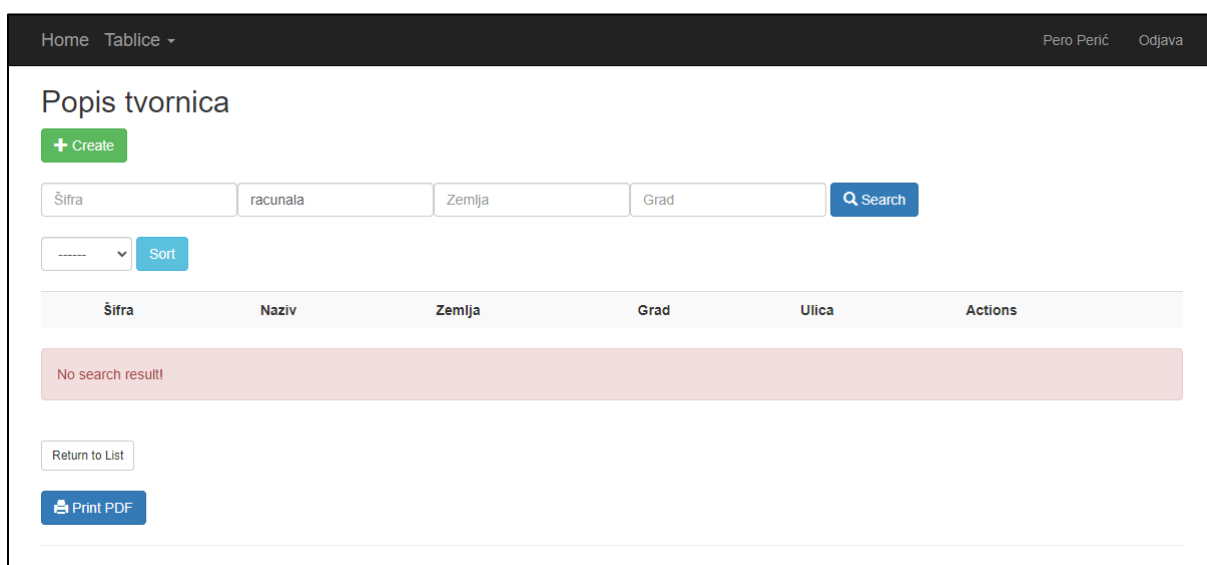 Home Tablice Pero Perić Odjava
Popis tvornica
Create
Šifra racunala Zemlja Grad Search
------ Sort
Šifra Naziv Zemlja Grad Ulica Actions
No search result!
Return to List
Print PDF